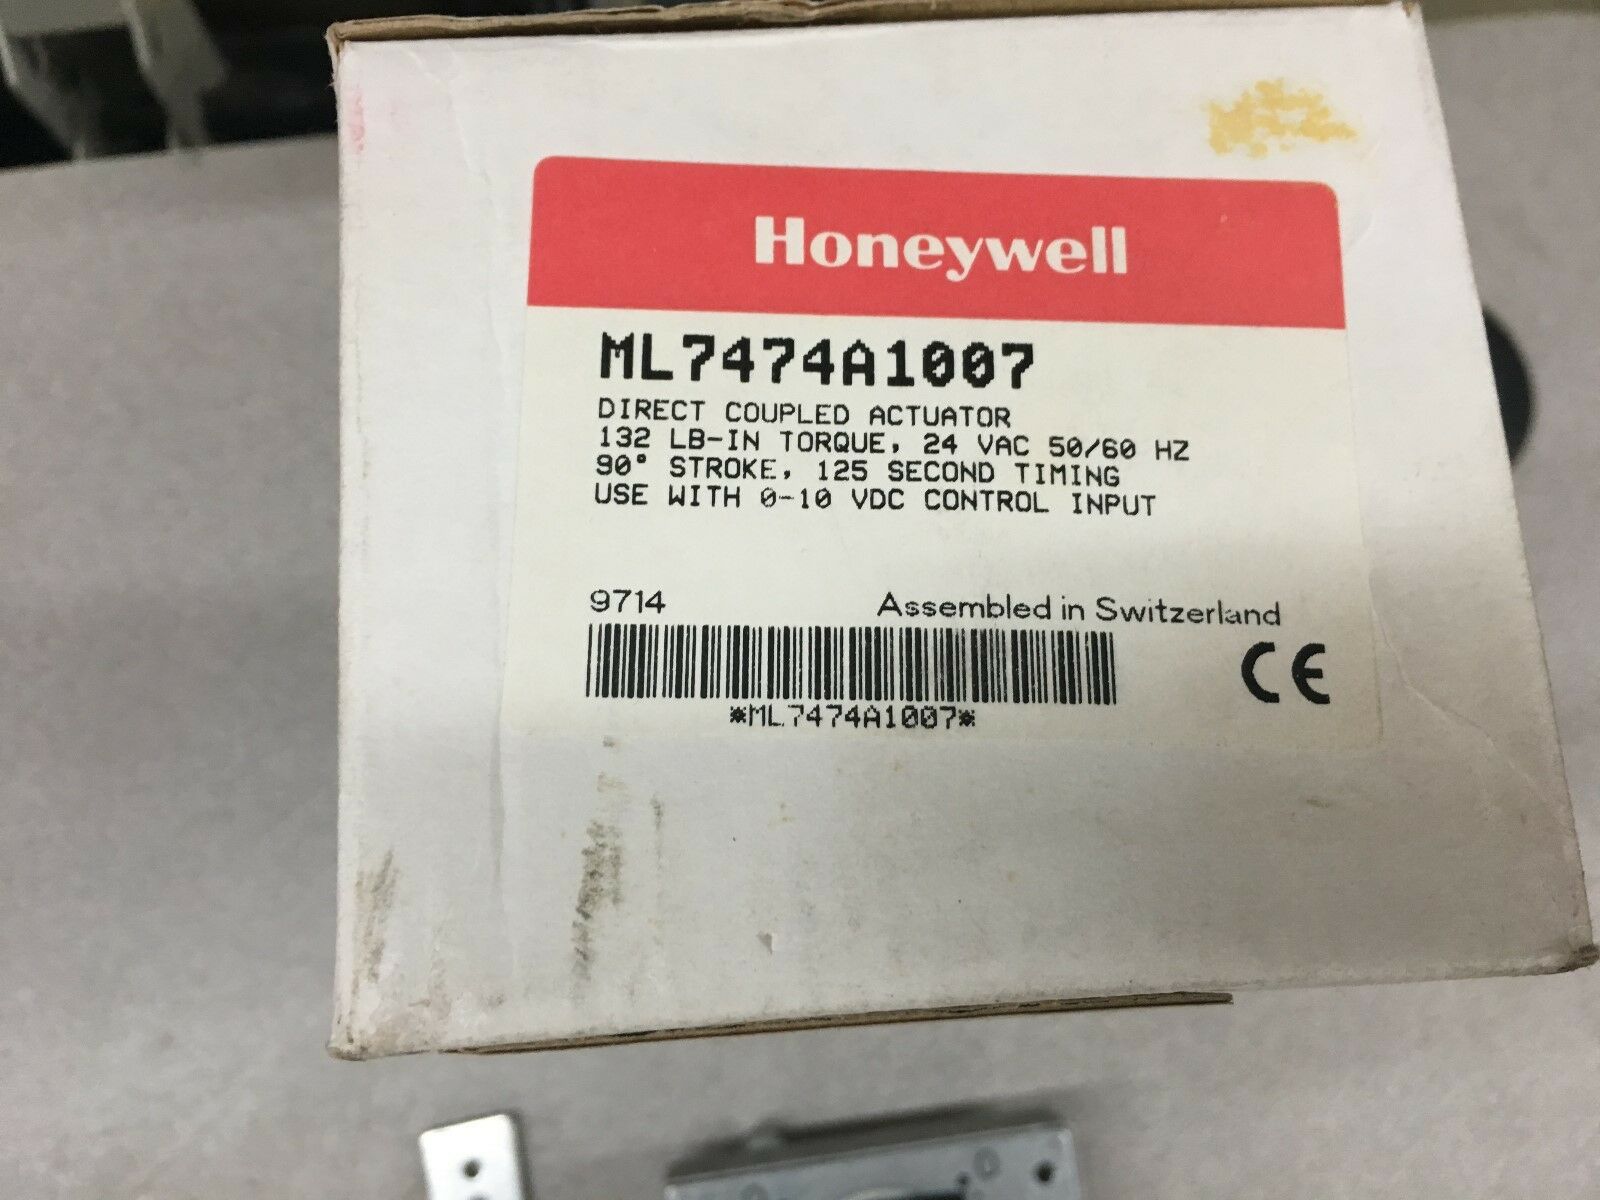 Honeywell
ML7474A1007
DIRECT COUPLED ACTUATOR
132 LB-IN TORQUE, 24 VAC 50/60 HZ
90° STROKE, 125 SECOND TIMING
USE WITH 0-10 VDC CONTROL INPUT
9714 Assembled in Switzerland
CE
*ML7474A1007*